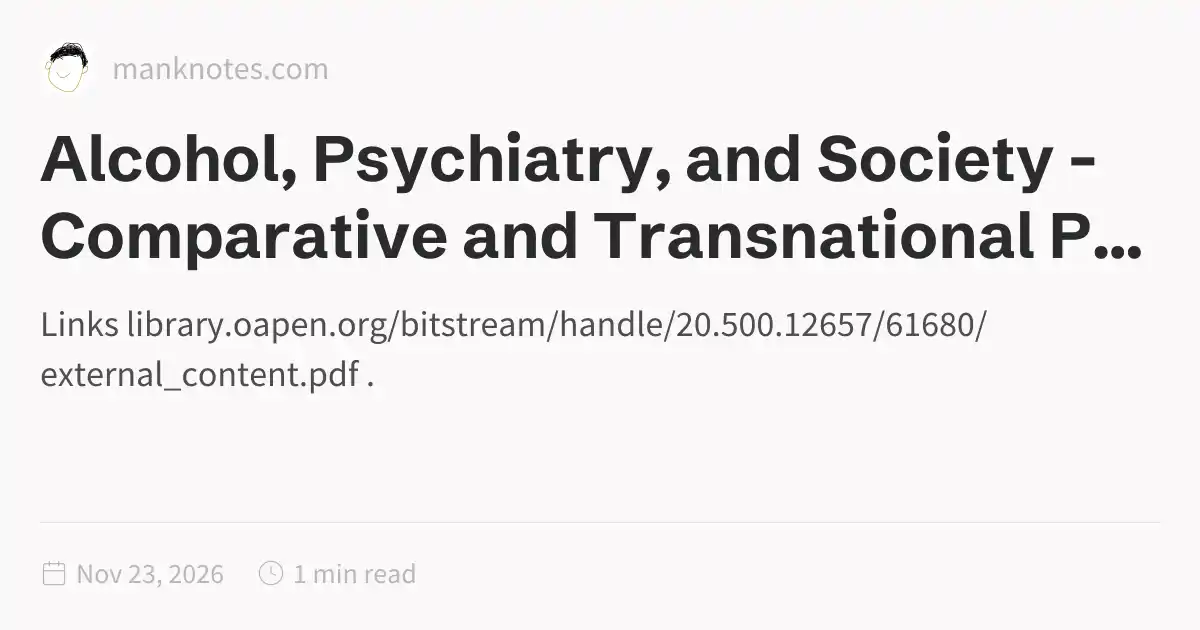 manknotes.com
Alcohol, Psychiatry, and Society -
Comparative and Transnational P...
Links library.oapen.org/bitstream/handle/20.500.12657/61680/
external_content.pdf .
Nov 23, 2026 1 min read